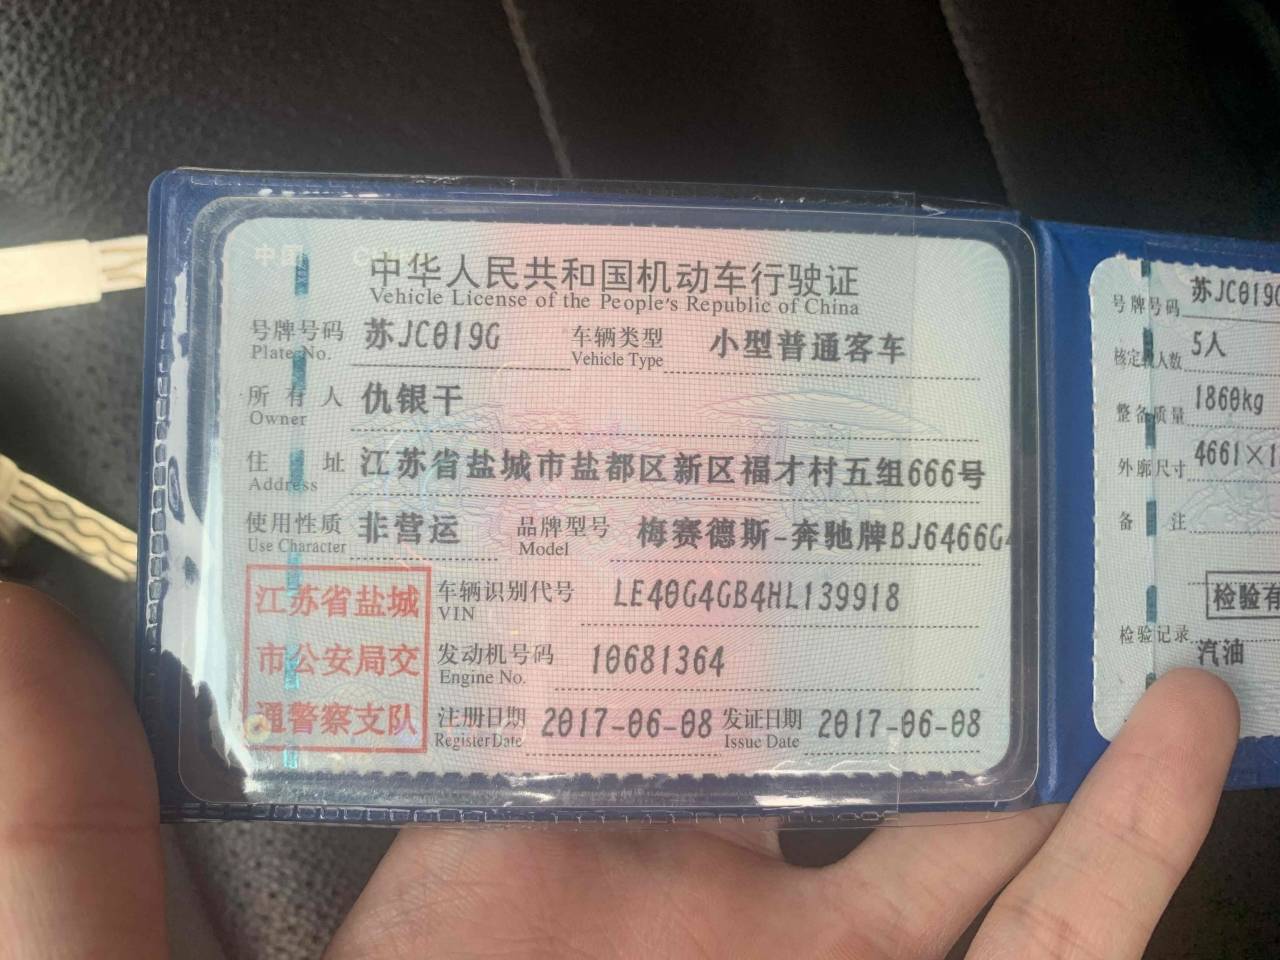 中华人民共和国机动车行驶证
Vehicle License of the People's Republic of China
号牌号码 苏JC019G 车辆类型 小型普通客车
Plate No. Vehicle Type
所有人 仇银干
Owner
住址 江苏省盐城市盐都区新区福才村五组666号
Address
使用性质 非营运 品牌型号 梅赛德斯-奔驰牌BJ6466G
Use Character Model
江苏省盐城
市公安局交
通警察支队
车辆识别代号 LE40G4GB4HL139918
VIN
发动机号码 10681364
Engine No.
注册日期 2017-06-08 发证日期 2017-06-08
Register Date Issue Date
号牌号码 苏JC019G
核定载人数 5人
整备质量 1860kg
外廓尺寸 4661×1
备注
检验有
检验记录
汽油